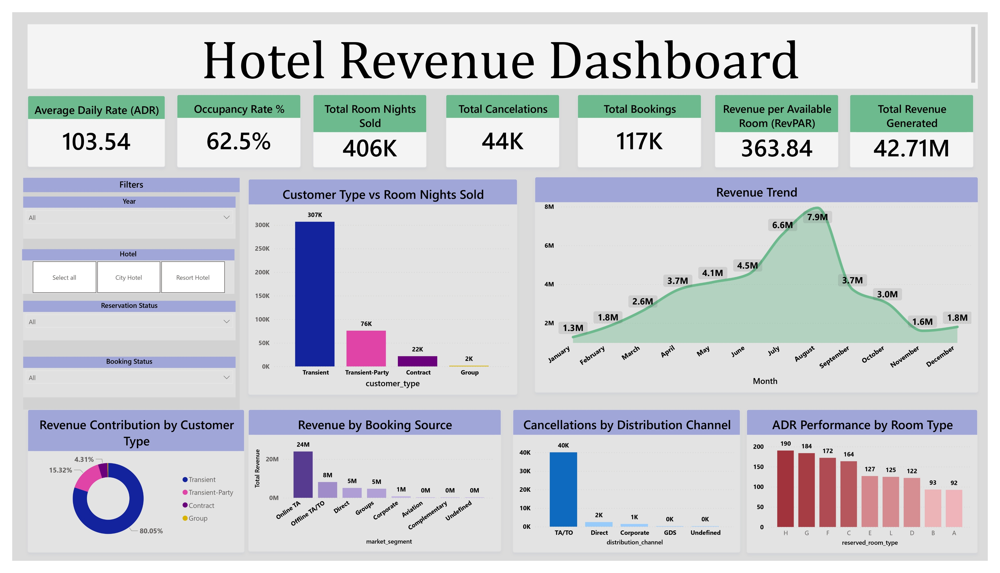 Hotel Revenue Dashboard
Average Daily Rate (ADR)
103.54
Occupancy Rate %
62.5%
Total Room Nights
Sold
406K
Total Cancelations
44K
Total Bookings
117K
Revenue per Available
Room (RevPAR)
363.84
Total Revenue
Generated
42.71M
Filters
Year
All
Hotel
Select all
City Hotel
Resort Hotel
Reservation Status
All
Booking Status
All
Customer Type vs Room Nights Sold
300K
250K
200K
150K
100K
50K
0K
307K
76K
22K
2K
Transient
Transient-Party
Contract
Group
customer_type
Revenue Trend
8M
6M
4M
2M
1.3M
1.8M
2.6M
3.7M
4.1M
4.5M
6.6M
7.9M
3.7M
3.0M
1.6M
1.8M
January
February
March
April
May
June
July
August
September
October
November
December
Month
Revenue Contribution by Customer
Type
4.31%
15.32%
80.05%
Transient
Transient-Party
Contract
Group
Revenue by Booking Source
Total Revenue
20M
0M
24M
8M
5M
5M
1M
0M
0M
0M
Online TA
Offline TA/TO
Direct
Groups
Corporate
Aviation
Complementary
Undefined
market_segment
Cancellations by Distribution Channel
40K
30K
20K
10K
0K
40K
2K
1K
0K
0K
TA/TO
Direct
Corporate
GDS
Undefined
distribution_channel
ADR Performance by Room Type
200
150
100
50
0
190
184
172
164
127
125
122
93
92
H
G
F
C
E
L
D
B
A
reserved_room_type